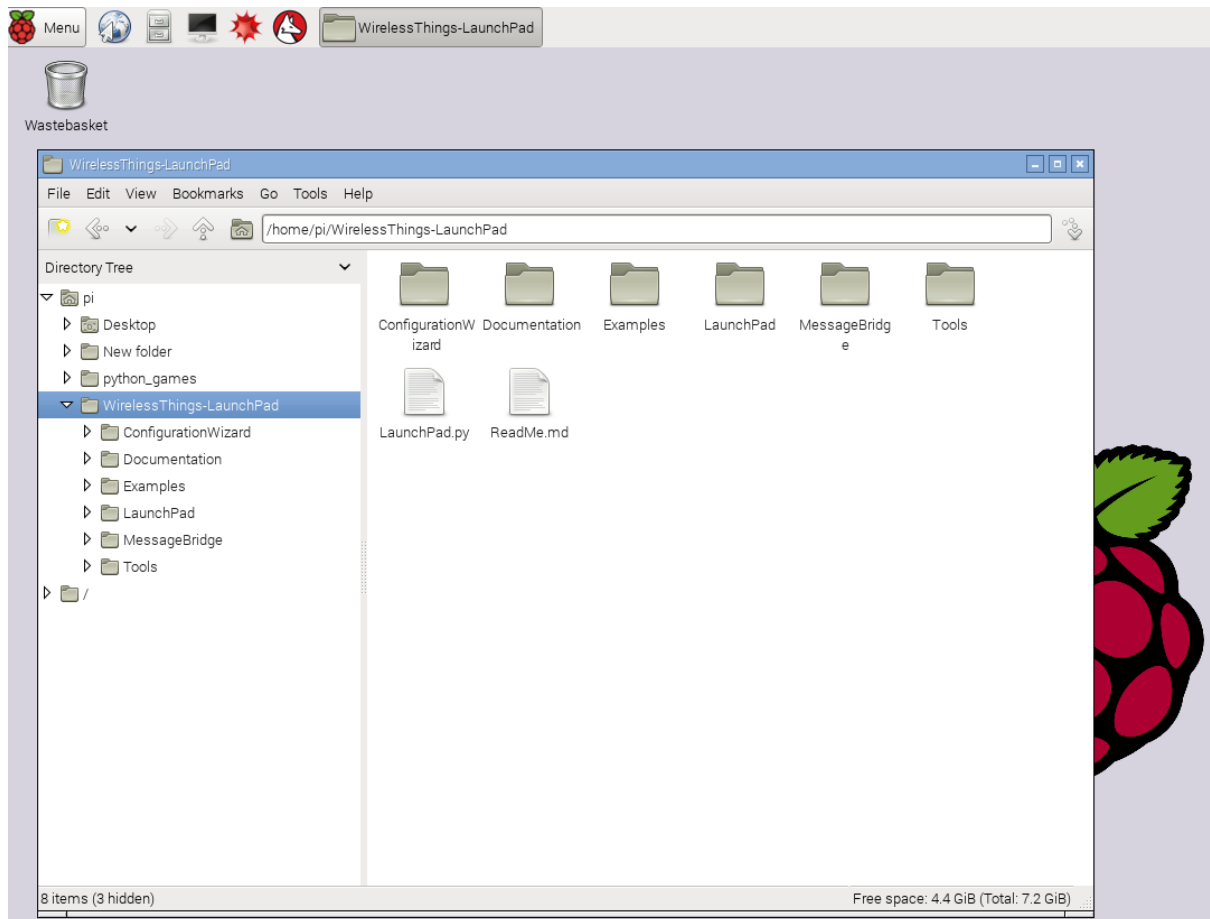 Menu
WirelessThings-LaunchPad
Wastebasket
WirelessThings-LaunchPad
File Edit View Bookmarks Go Tools Help
/home/pi/WirelessThings-LaunchPad
Directory Tree
pi
Desktop
New folder
python_games
WirelessThings-LaunchPad
ConfigurationWizard
Documentation
Examples
LaunchPad
MessageBridge
Tools
/
ConfigurationW Documentation Examples LaunchPad MessageBridg Tools
izard e
LaunchPad.py ReadMe.md
8 items (3 hidden) Free space: 4.4 GiB (Total: 7.2 GiB)